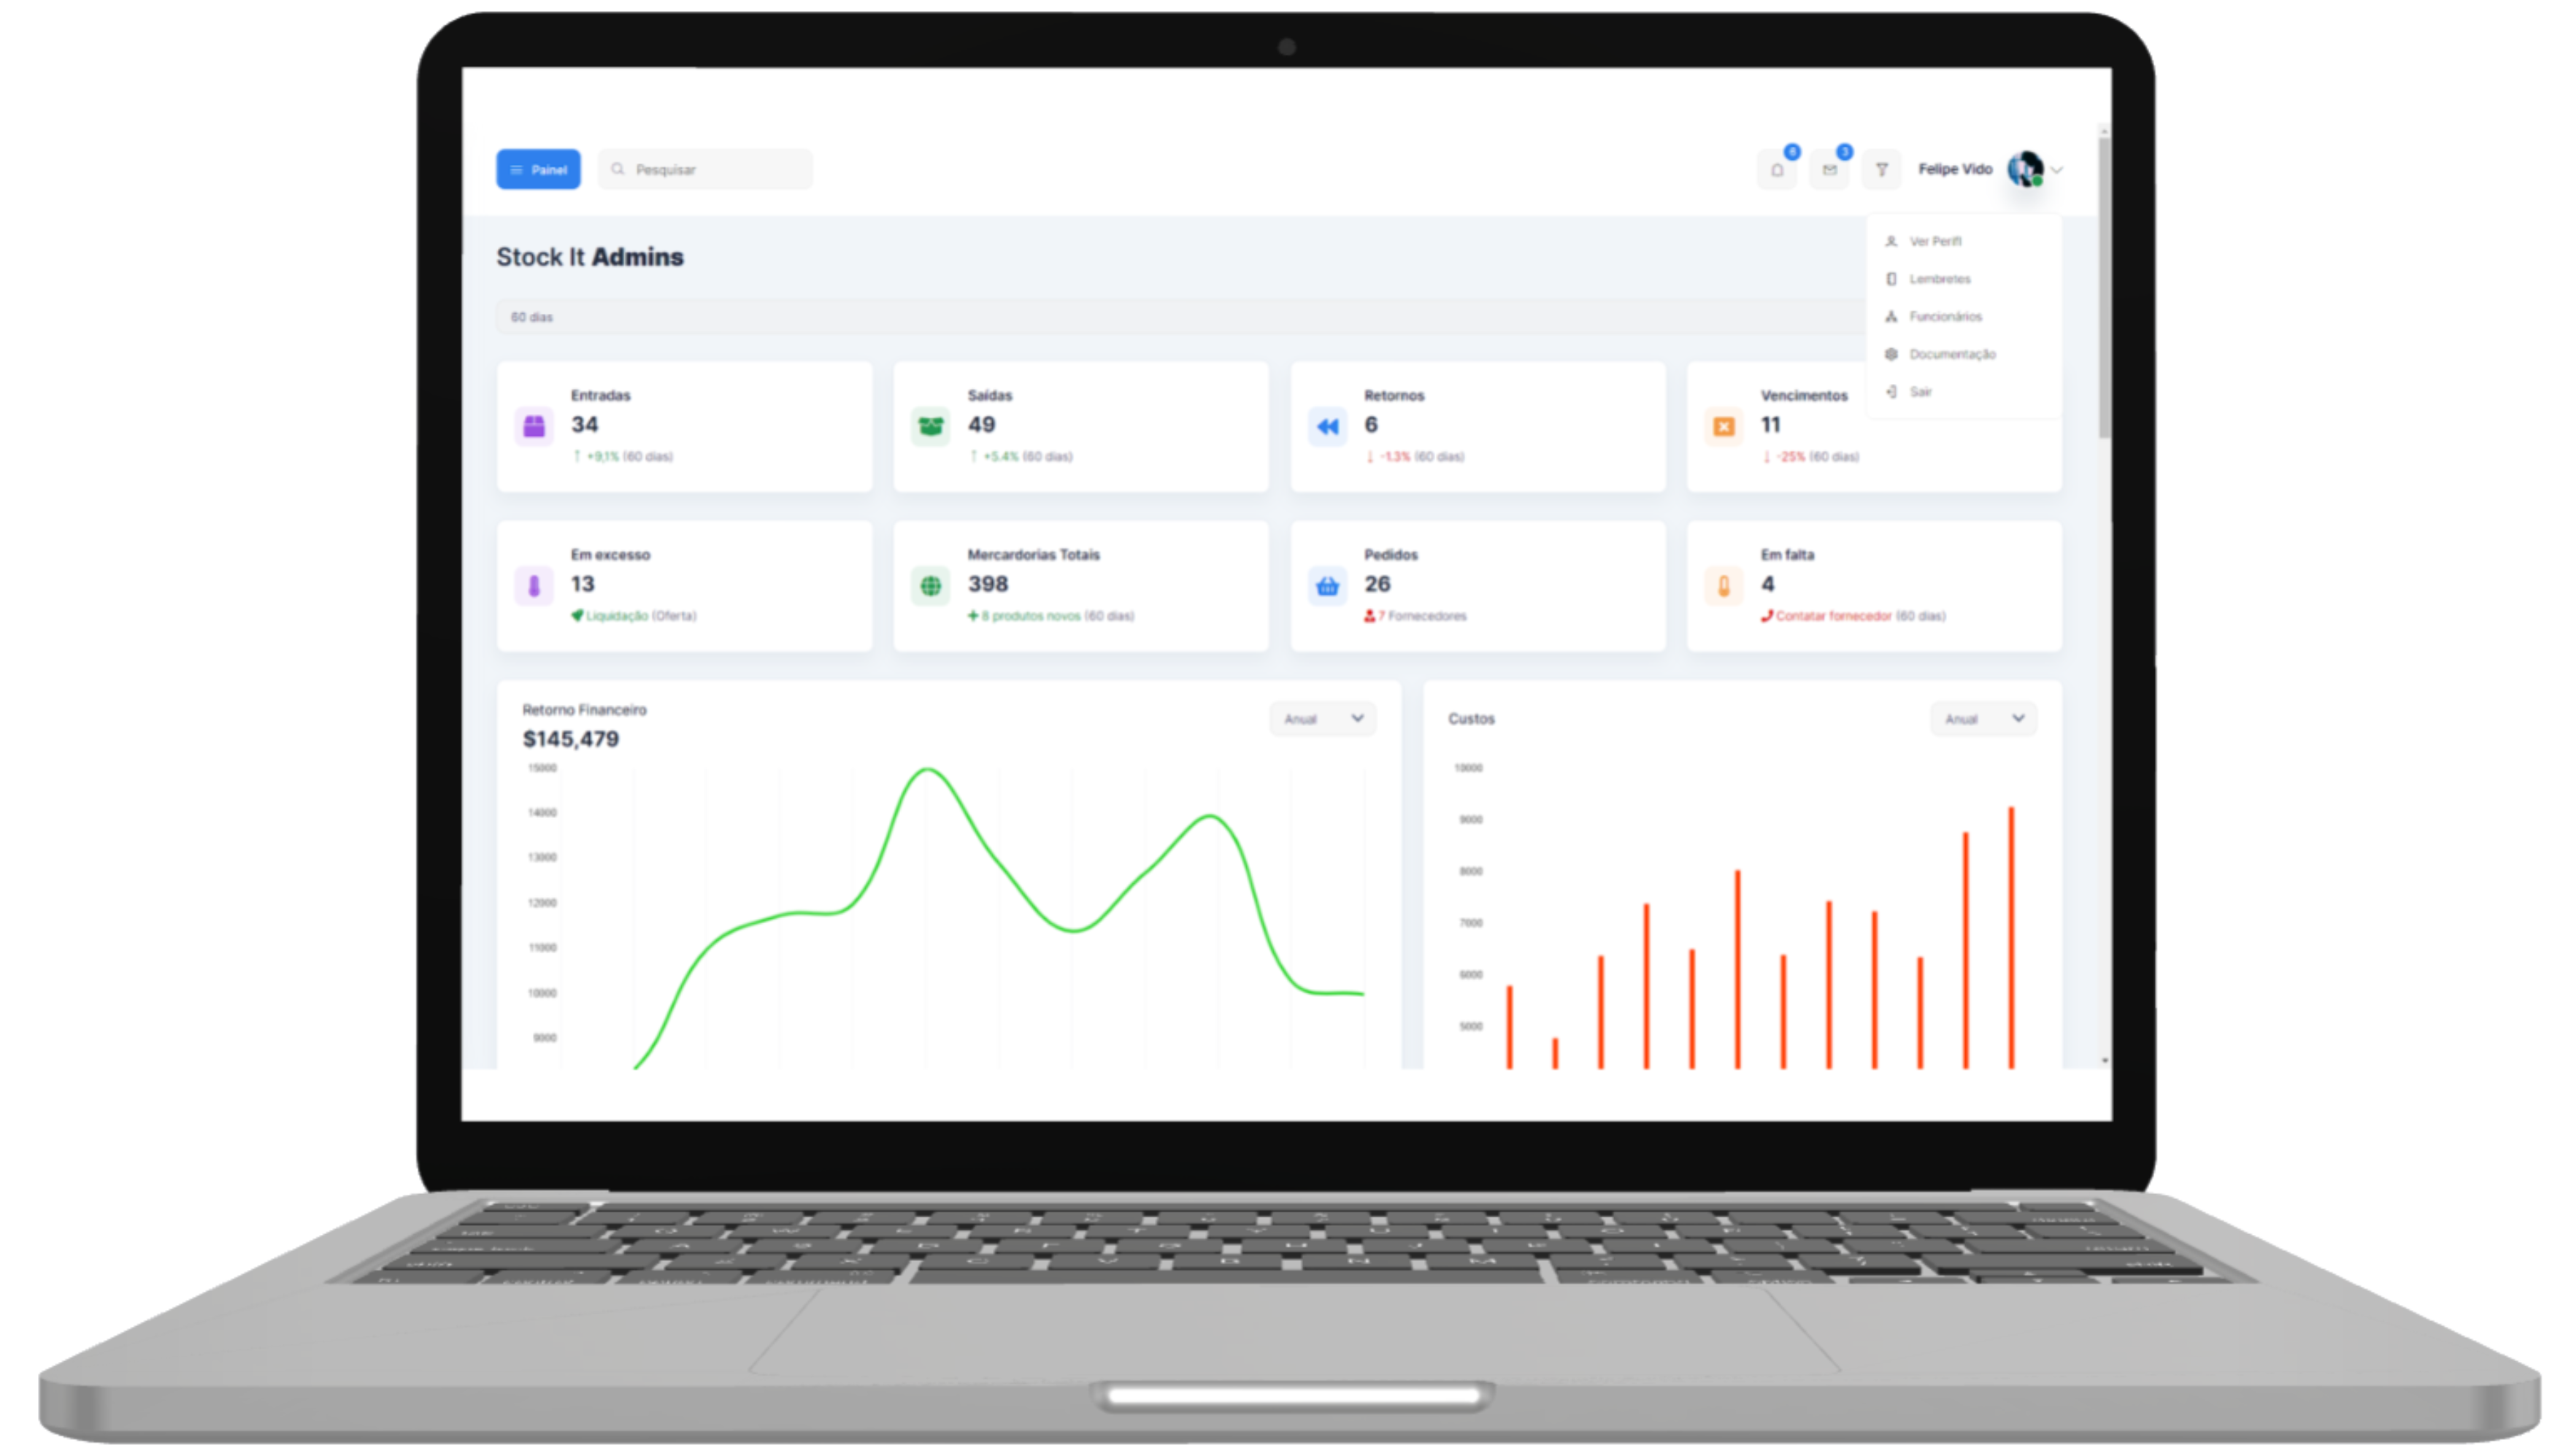 Painel
Pesquisar
6
3
Felipe Vido
Ver Perifl
Lembretes
Funcionários
Documentação
Sair
Stock It Admins
60 dias
Entradas
34
+9,1% (60 dias)
Saídas
49
+5.4% (60 dias)
Retornos
6
-1.3% (60 dias)
Vencimentos
11
-25% (60 dias)
Em excesso
13
Liquidação (Oferta)
Mercardorias Totais
398
8 produtos novos (60 dias)
Pedidos
26
7 Fornecedores
Em falta
4
Contatar fornecedor (60 dias)
Retorno Financeiro
$145,479
Anual
15000
14000
13000
12000
11000
10000
9000
Custos
Anual
10000
9000
8000
7000
6000
5000